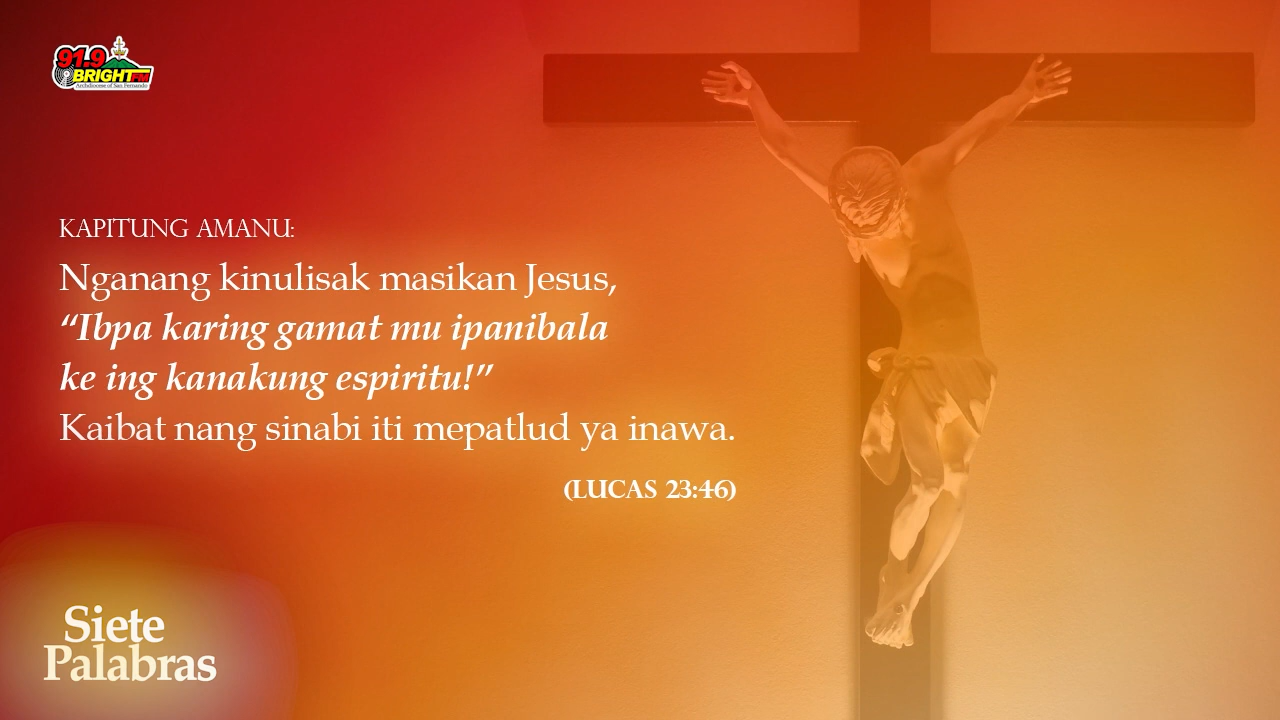 91.9
BRIGHT FM
Archdiocese of San Fernando
KAPITUNG AMANU:
Nganang kinulisak masikan Jesus,
“Ibpa karing gamat mu ipanibala
ke ing kanakung espiritu!”
Kaibat nang sinabi iti mepatlud ya inawa.
(LUCAS 23:46)
Siete
Palabras